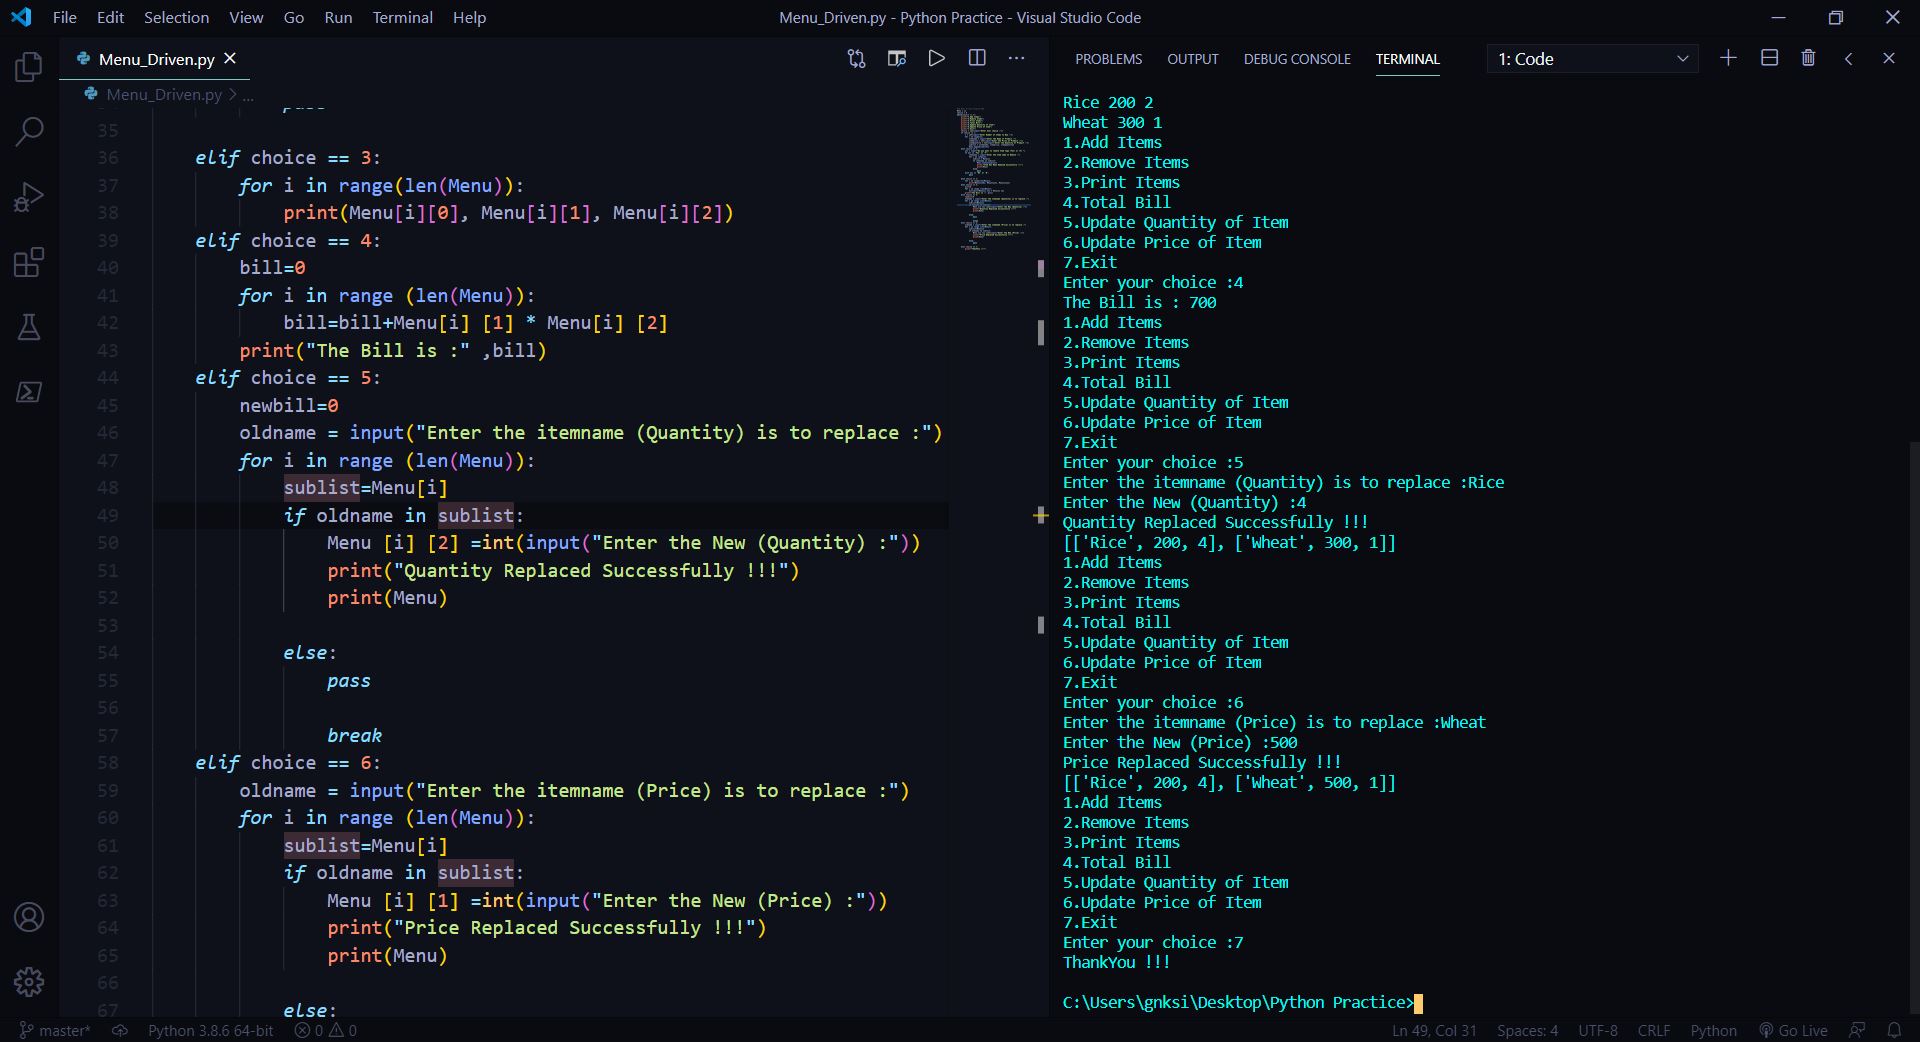 File Edit Selection View Go Run Terminal Help
Menu_Driven.py - Python Practice - Visual Studio Code
Menu_Driven.py
Menu_Driven.py > ...
pass
35
36 elif choice == 3:
37 for i in range(len(Menu)):
38 print(Menu[i][0], Menu[i][1], Menu[i][2])
39 elif choice == 4:
40 bill=0
41 for i in range (len(Menu)):
42 bill=bill+Menu[i] [1] * Menu[i] [2]
43 print("The Bill is :" ,bill)
44 elif choice == 5:
45 newbill=0
46 oldname = input("Enter the itemname (Quantity) is to replace :")
47 for i in range (len(Menu)):
48 sublist=Menu[i]
49 if oldname in sublist:
50 Menu [i] [2] =int(input("Enter the New (Quantity) :"))
51 print("Quantity Replaced Successfully !!!")
52 print(Menu)
53
54 else:
55 pass
56
57 break
58 elif choice == 6:
59 oldname = input("Enter the itemname (Price) is to replace :")
60 for i in range (len(Menu)):
61 sublist=Menu[i]
62 if oldname in sublist:
63 Menu [i] [1] =int(input("Enter the New (Price) :"))
64 print("Price Replaced Successfully !!!")
65 print(Menu)
66
67 else:
PROBLEMS OUTPUT DEBUG CONSOLE TERMINAL 1: Code
Rice 200 2
Wheat 300 1
1.Add Items
2.Remove Items
3.Print Items
4.Total Bill
5.Update Quantity of Item
6.Update Price of Item
7.Exit
Enter your choice :4
The Bill is : 700
1.Add Items
2.Remove Items
3.Print Items
4.Total Bill
5.Update Quantity of Item
6.Update Price of Item
7.Exit
Enter your choice :5
Enter the itemname (Quantity) is to replace :Rice
Enter the New (Quantity) :4
Quantity Replaced Successfully !!!
[['Rice', 200, 4], ['Wheat', 300, 1]]
1.Add Items
2.Remove Items
3.Print Items
4.Total Bill
5.Update Quantity of Item
6.Update Price of Item
7.Exit
Enter your choice :6
Enter the itemname (Price) is to replace :Wheat
Enter the New (Price) :500
Price Replaced Successfully !!!
[['Rice', 200, 4], ['Wheat', 500, 1]]
1.Add Items
2.Remove Items
3.Print Items
4.Total Bill
5.Update Quantity of Item
6.Update Price of Item
7.Exit
Enter your choice :7
ThankYou !!!
C:\Users\gnksi\Desktop\Python Practice>
master* Python 3.8.6 64-bit 0 0 Ln 49, Col 31 Spaces: 4 UTF-8 CRLF Python Go Live